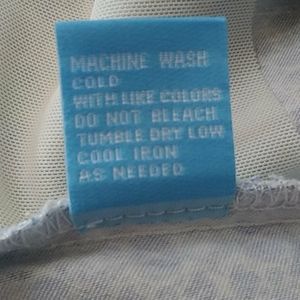 MACHINE WASH
COLD
WITH LIKE COLORS
DO NOT BLEACH
TUMBLE DRY LOW
COOL IRON
AS NEEDED